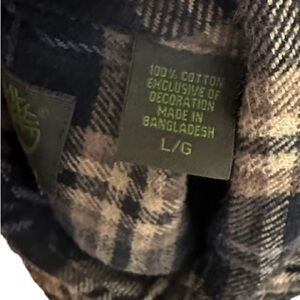 100% COTTON
EXCLUSIVE OF
DECORATION
MADE IN
BANGLADESH
L/G